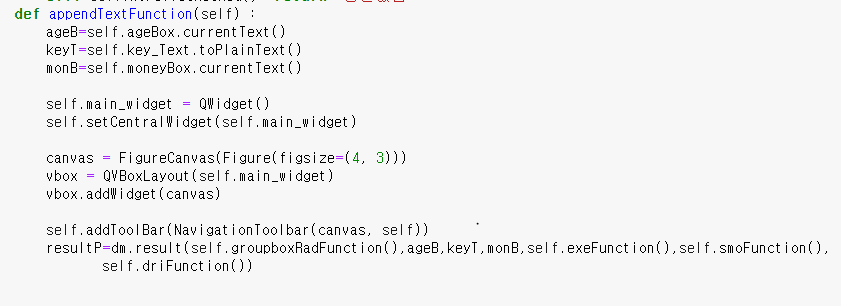 def appendTextFunction(self) :
ageB=self.ageBox.currentText()
keyT=self.key_Text.toPlainText()
monB=self.moneyBox.currentText()
self.main_widget = QWidget()
self.setCentralWidget(self.main_widget)
canvas = FigureCanvas(Figure(figsize=(4, 3)))
vbox = QVBoxLayout(self.main_widget)
vbox.addWidget(canvas)
self.addToolBar(NavigationToolbar(canvas, self))
resultP=dm.result(self.groupboxRadFunction(),ageB,keyT,monB,self.exeFunction(),self.smoFunction(),
self.driFunction())